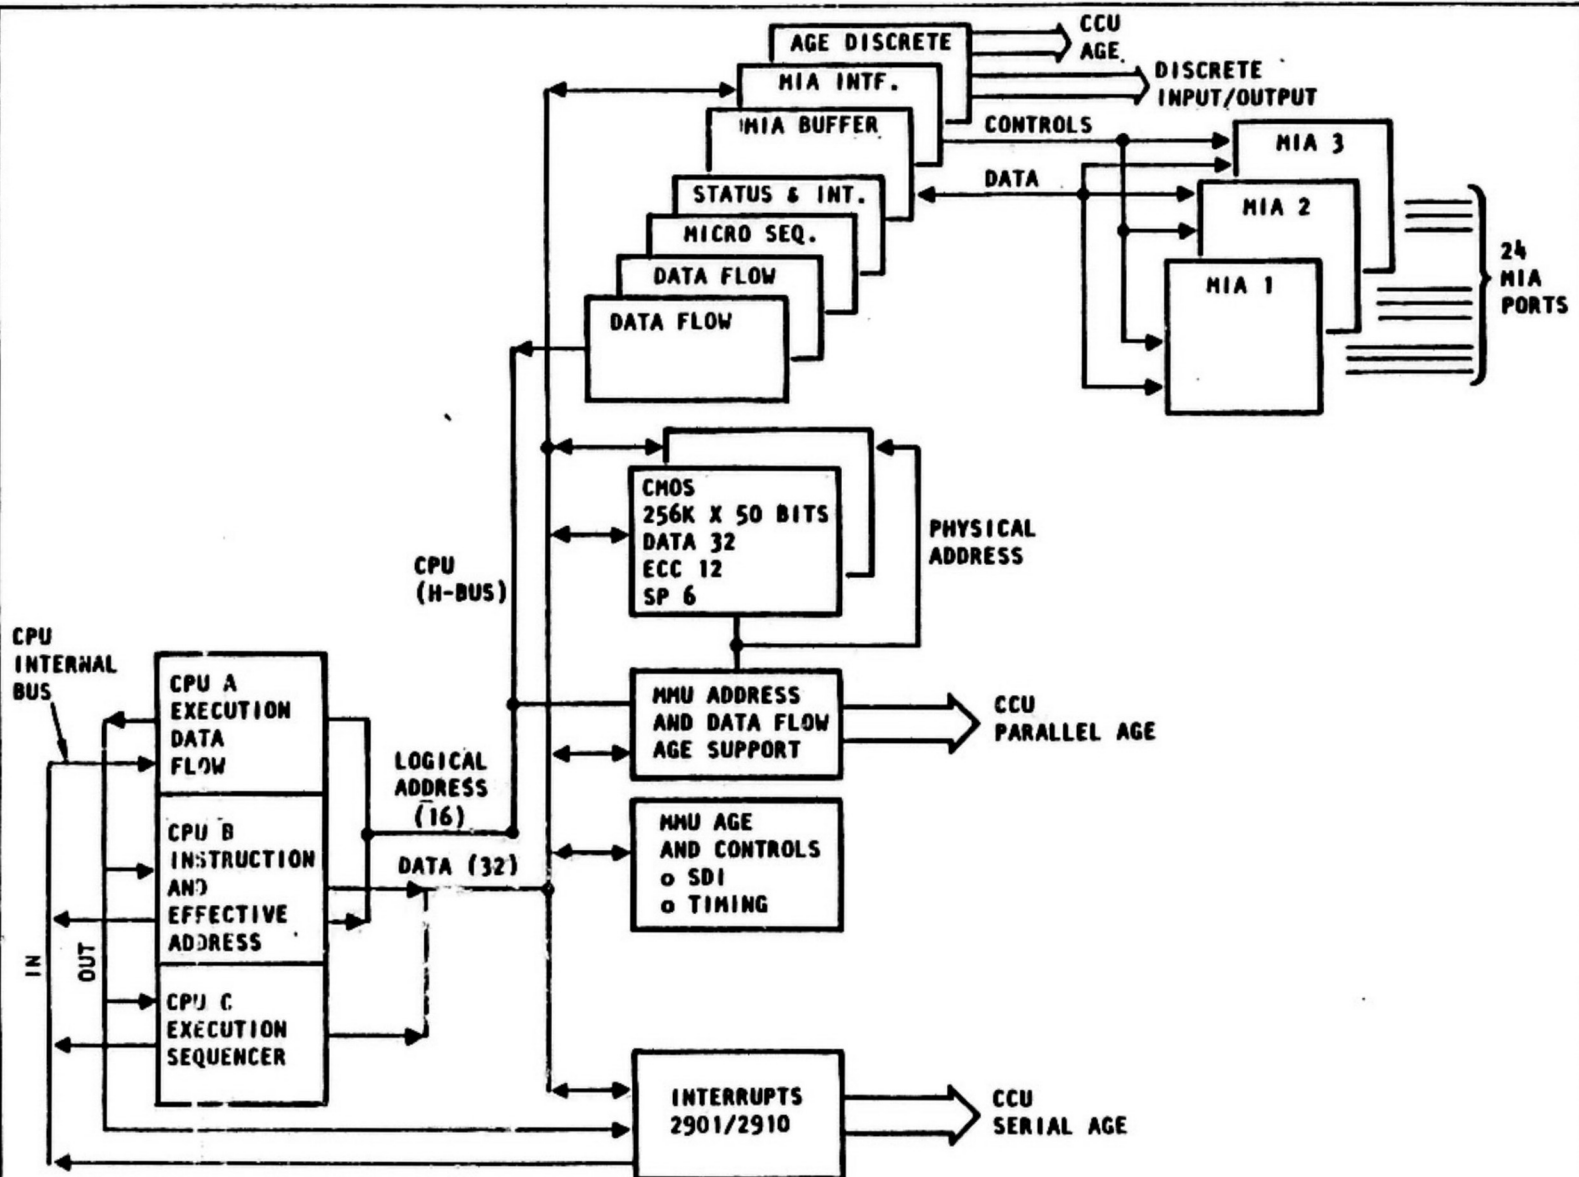 AGE DISCRETE
CCU
AGE
MIA INTF.
DISCRETE
INPUT/OUTPUT
MIA BUFFER
CONTROLS
MIA 3
STATUS & INT.
DATA
MIA 2
MICRO SEQ.
24
MIA
PORTS
DATA FLOW
MIA 1
DATA FLOW
CMOS
256K X 50 BITS
DATA 32
ECC 12
SP 6
PHYSICAL
ADDRESS
CPU
(H-BUS)
CPU
INTERNAL
BUS
CPU A
EXECUTION
DATA
FLOW
MMU ADDRESS
AND DATA FLOW
AGE SUPPORT
CCU
PARALLEL AGE
LOGICAL
ADDRESS
(16)
CPU B
INSTRUCTION
AND
EFFECTIVE
ADDRESS
DATA (32)
MMU AGE
AND CONTROLS
o SDI
o TIMING
IN
OUT
CPU C
EXECUTION
SEQUENCER
INTERRUPTS
2901/2910
CCU
SERIAL AGE